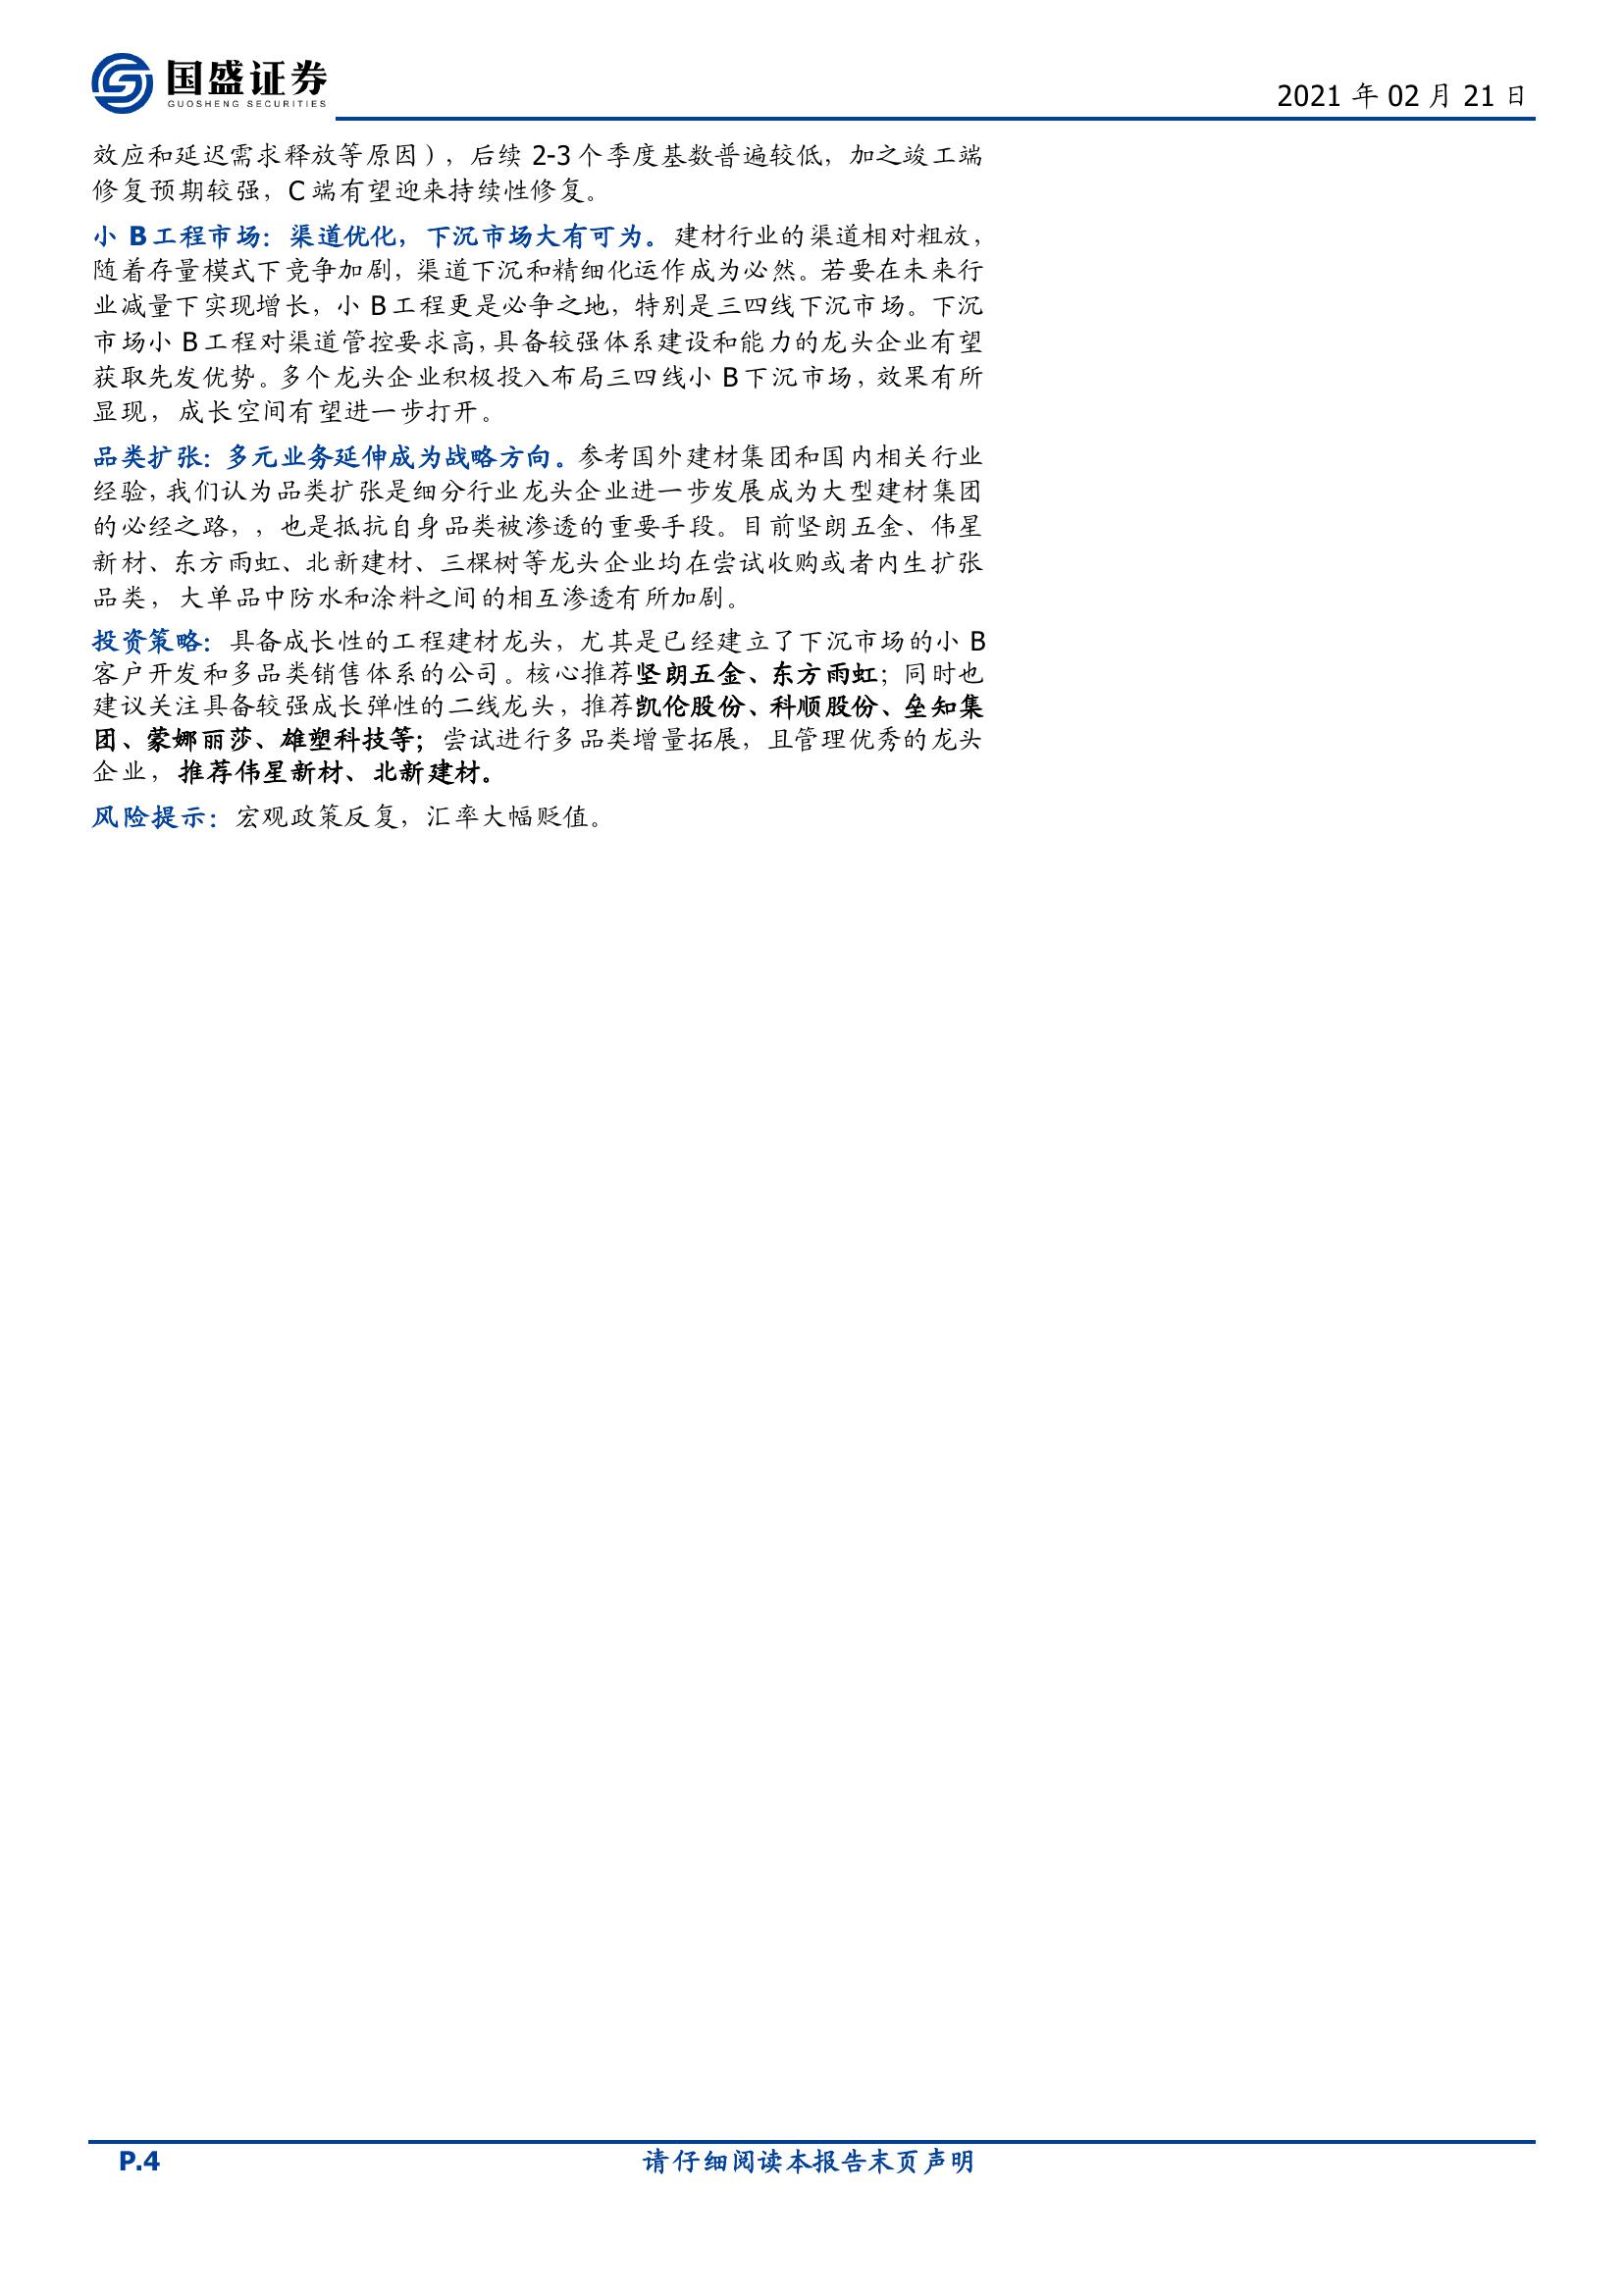 国盛证券
GUOSHENG SECURITIES
2021 年 02 月 21 日
效应和延迟需求释放等原因），后续 2-3 个季度基数普遍较低，加之竣工端
修复预期较强，C 端有望迎来持续性修复。
小 B 工程市场：渠道优化，下沉市场大有可为。建材行业的渠道相对粗放，
随着存量模式下竞争加剧，渠道下沉和精细化运作成为必然。若要在未来行
业减量下实现增长，小 B 工程更是必争之地，特别是三四线下沉市场。下沉
市场小 B 工程对渠道管控要求高，具备较强体系建设和能力的龙头企业有望
获取先发优势。多个龙头企业积极投入布局三四线小 B 下沉市场，效果有所
显现，成长空间有望进一步打开。
品类扩张：多元业务延伸成为战略方向。参考国外建材集团和国内相关行业
经验，我们认为品类扩张是细分行业龙头企业进一步发展成为大型建材集团
的必经之路，，也是抵抗自身品类被渗透的重要手段。目前坚朗五金、伟星
新材、东方雨虹、北新建材、三棵树等龙头企业均在尝试收购或者内生扩张
品类，大单品中防水和涂料之间的相互渗透有所加剧。
投资策略：具备成长性的工程建材龙头，尤其是已经建立了下沉市场的小 B
客户开发和多品类销售体系的公司。核心推荐坚朗五金、东方雨虹；同时也
建议关注具备较强成长弹性的二线龙头，推荐凯伦股份、科顺股份、垒知集
团、蒙娜丽莎、雄塑科技等；尝试进行多品类增量拓展，且管理优秀的龙头
企业，推荐伟星新材、北新建材。
风险提示：宏观政策反复，汇率大幅贬值。
P.4
请仔细阅读本报告末页声明